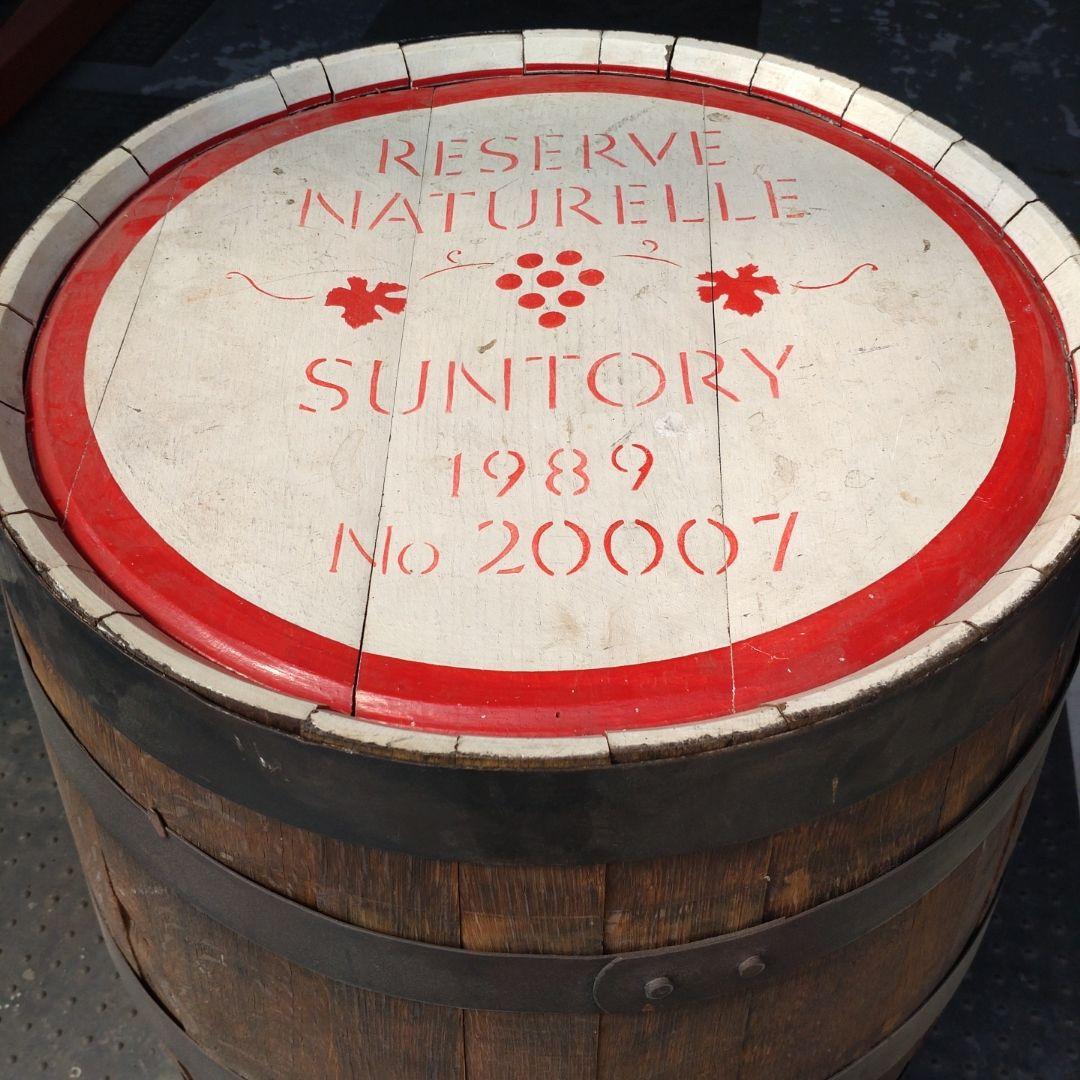 RESERVE
NATURELLE
SUNTORY
1989
No 20007